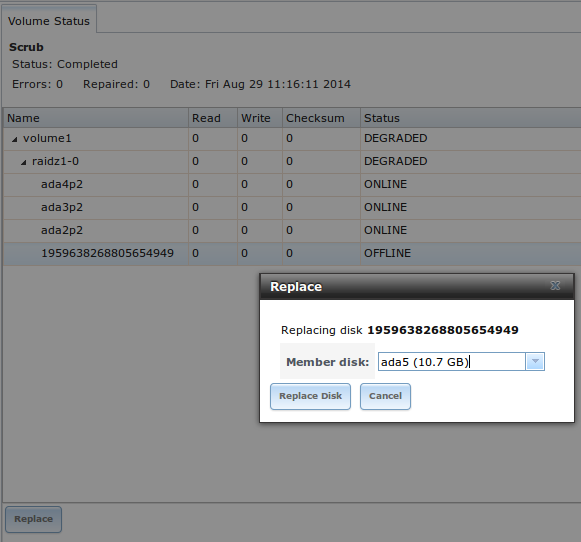 Volume Status
Scrub
Status: Completed
Errors: 0 Repaired: 0 Date: Fri Aug 29 11:16:11 2014
Name Read Write Checksum Status
volume1 0 0 0 DEGRADED
raidz1-0 0 0 0 DEGRADED
ada4p2 0 0 0 ONLINE
ada3p2 0 0 0 ONLINE
ada2p2 0 0 0 ONLINE
1959638268805654949 0 0 0 OFFLINE
Replace
Replacing disk 1959638268805654949
Member disk: ada5 (10.7 GB)
Replace Disk Cancel
Replace